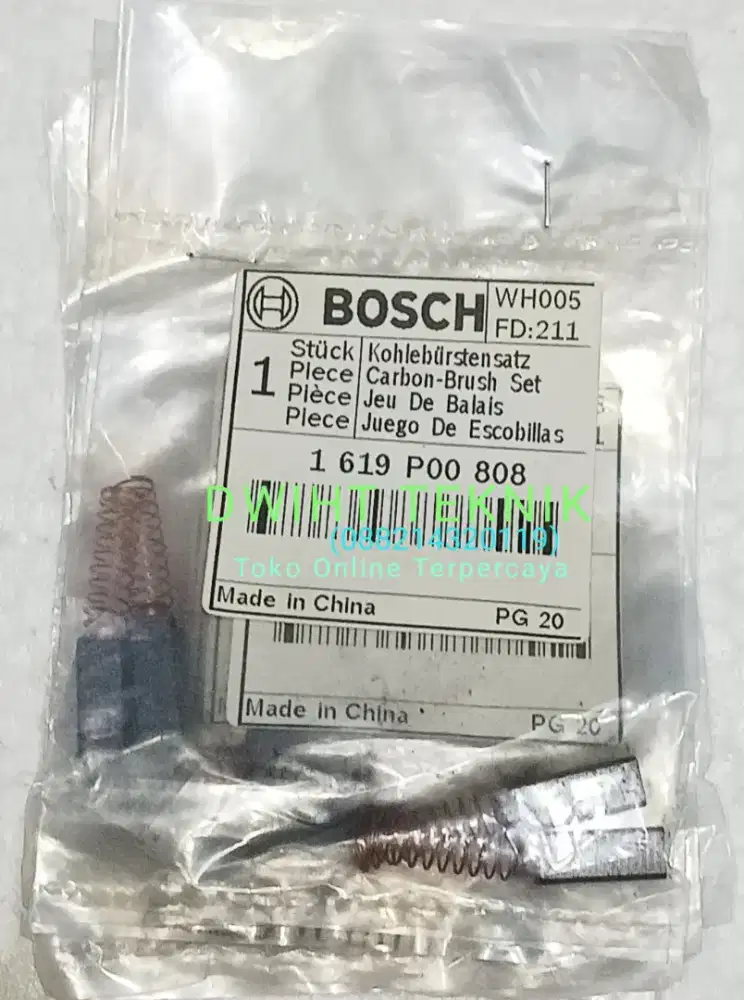 BOSCH
WH005
FD:211
1
Stück Kohlebürstensatz
Piece Carbon-Brush Set
Pièce Jeu De Balais
Piece Juego De Escobillas
1 619 P00 808
DWIHT TEKNIK
(088214320119)
Toko Online Terpercaya
Made in China
PG 20
Made in China
PG 20